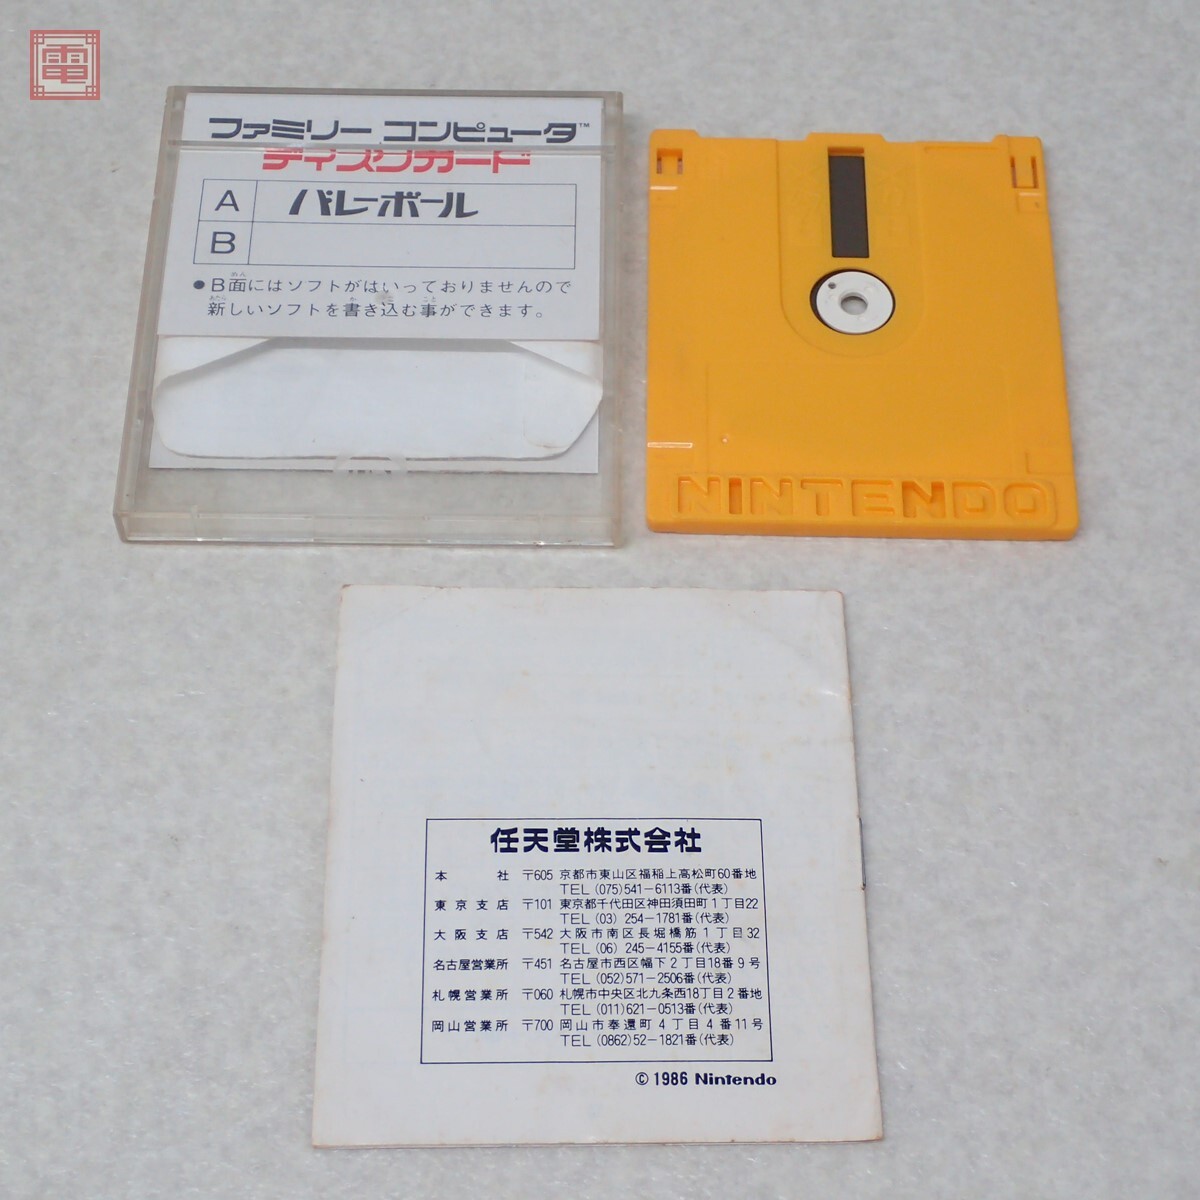 電
ファミリー コンピュータ™
ディスクカード
A バレーボール
B
●B面にはソフトがはいっておりませんので
新しいソフトを書き込む事ができます。
NINTENDO
任天堂株式会社
本社 〒605 京都市東山区福稲上高松町60番地
TEL (075)541-6113番(代表)
東京支店 〒101 東京都千代田区神田須田町1丁目22
TEL (03) 254-1781番(代表)
大阪支店 〒542 大阪市南区長堀橋筋1丁目32
TEL (06) 245-4155番(代表)
名古屋営業所 〒451 名古屋市西区幅下2丁目18番9号
TEL (052)571-2506番(代表)
札幌営業所 〒060 札幌市中央区北九条西18丁目2番地
TEL (011)621-0513番(代表)
岡山営業所 〒700 岡山市奉還町4丁目4番11号
TEL (0862)52-1821番(代表)
© 1986 Nintendo